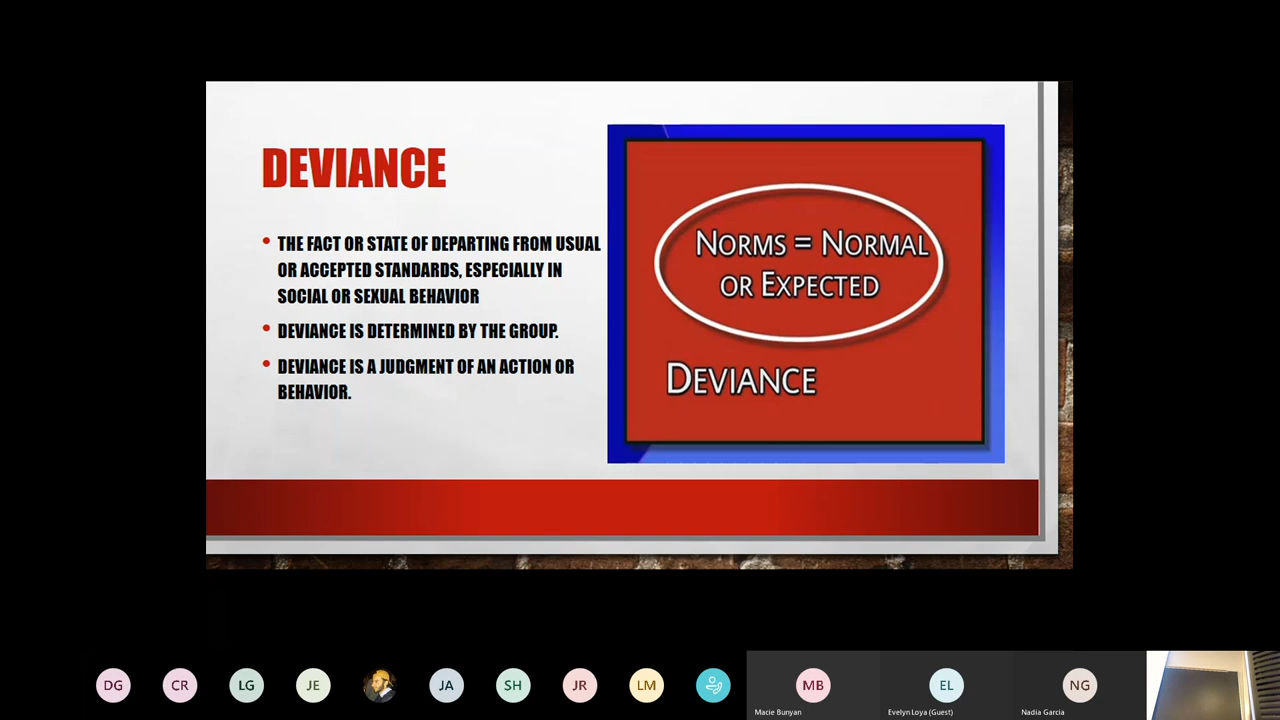 DEVIANCE
• THE FACT OR STATE OF DEPARTING FROM USUAL
OR ACCEPTED STANDARDS, ESPECIALLY IN
SOCIAL OR SEXUAL BEHAVIOR
• DEVIANCE IS DETERMINED BY THE GROUP.
• DEVIANCE IS A JUDGMENT OF AN ACTION OR
BEHAVIOR.
NORMS = NORMAL
OR EXPECTED
DEVIANCE
DG CR LG JE JA SH JR LM MB EL NG
Macie Bunyan Evelyn Loya (Guest) Nadia Garcia